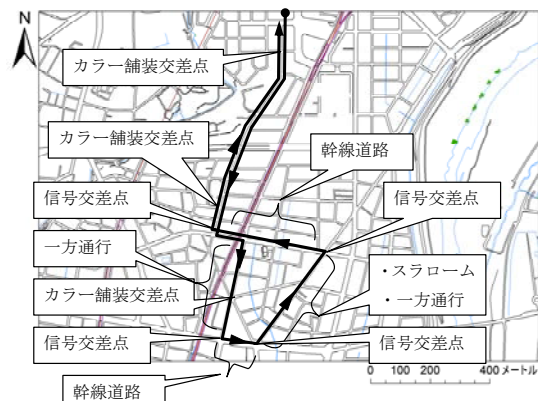 N
カラー舗装交差点
カラー舗装交差点
幹線道路
信号交差点
信号交差点
一方通行
・スラローム
・一方通行
カラー舗装交差点
信号交差点
信号交差点
幹線道路
200 100 0 200 400 メートル